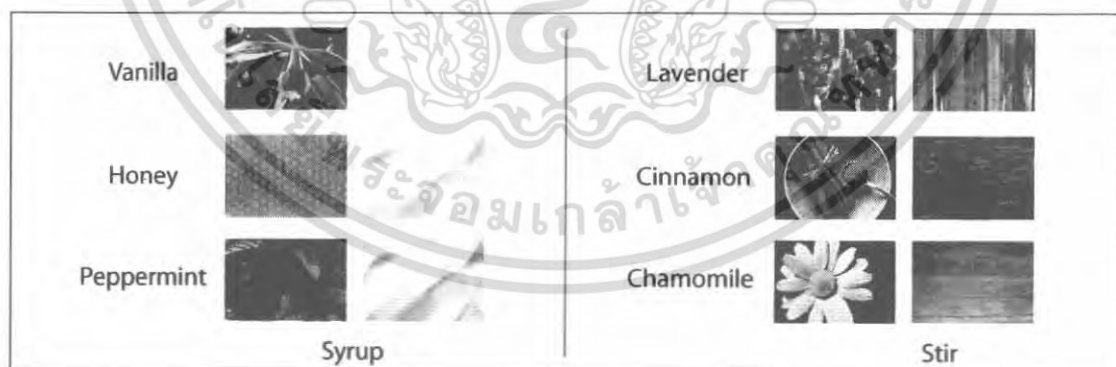 Vanilla
Honey
Peppermint
Syrup
Lavender
Cinnamon
Chamomile
Stir